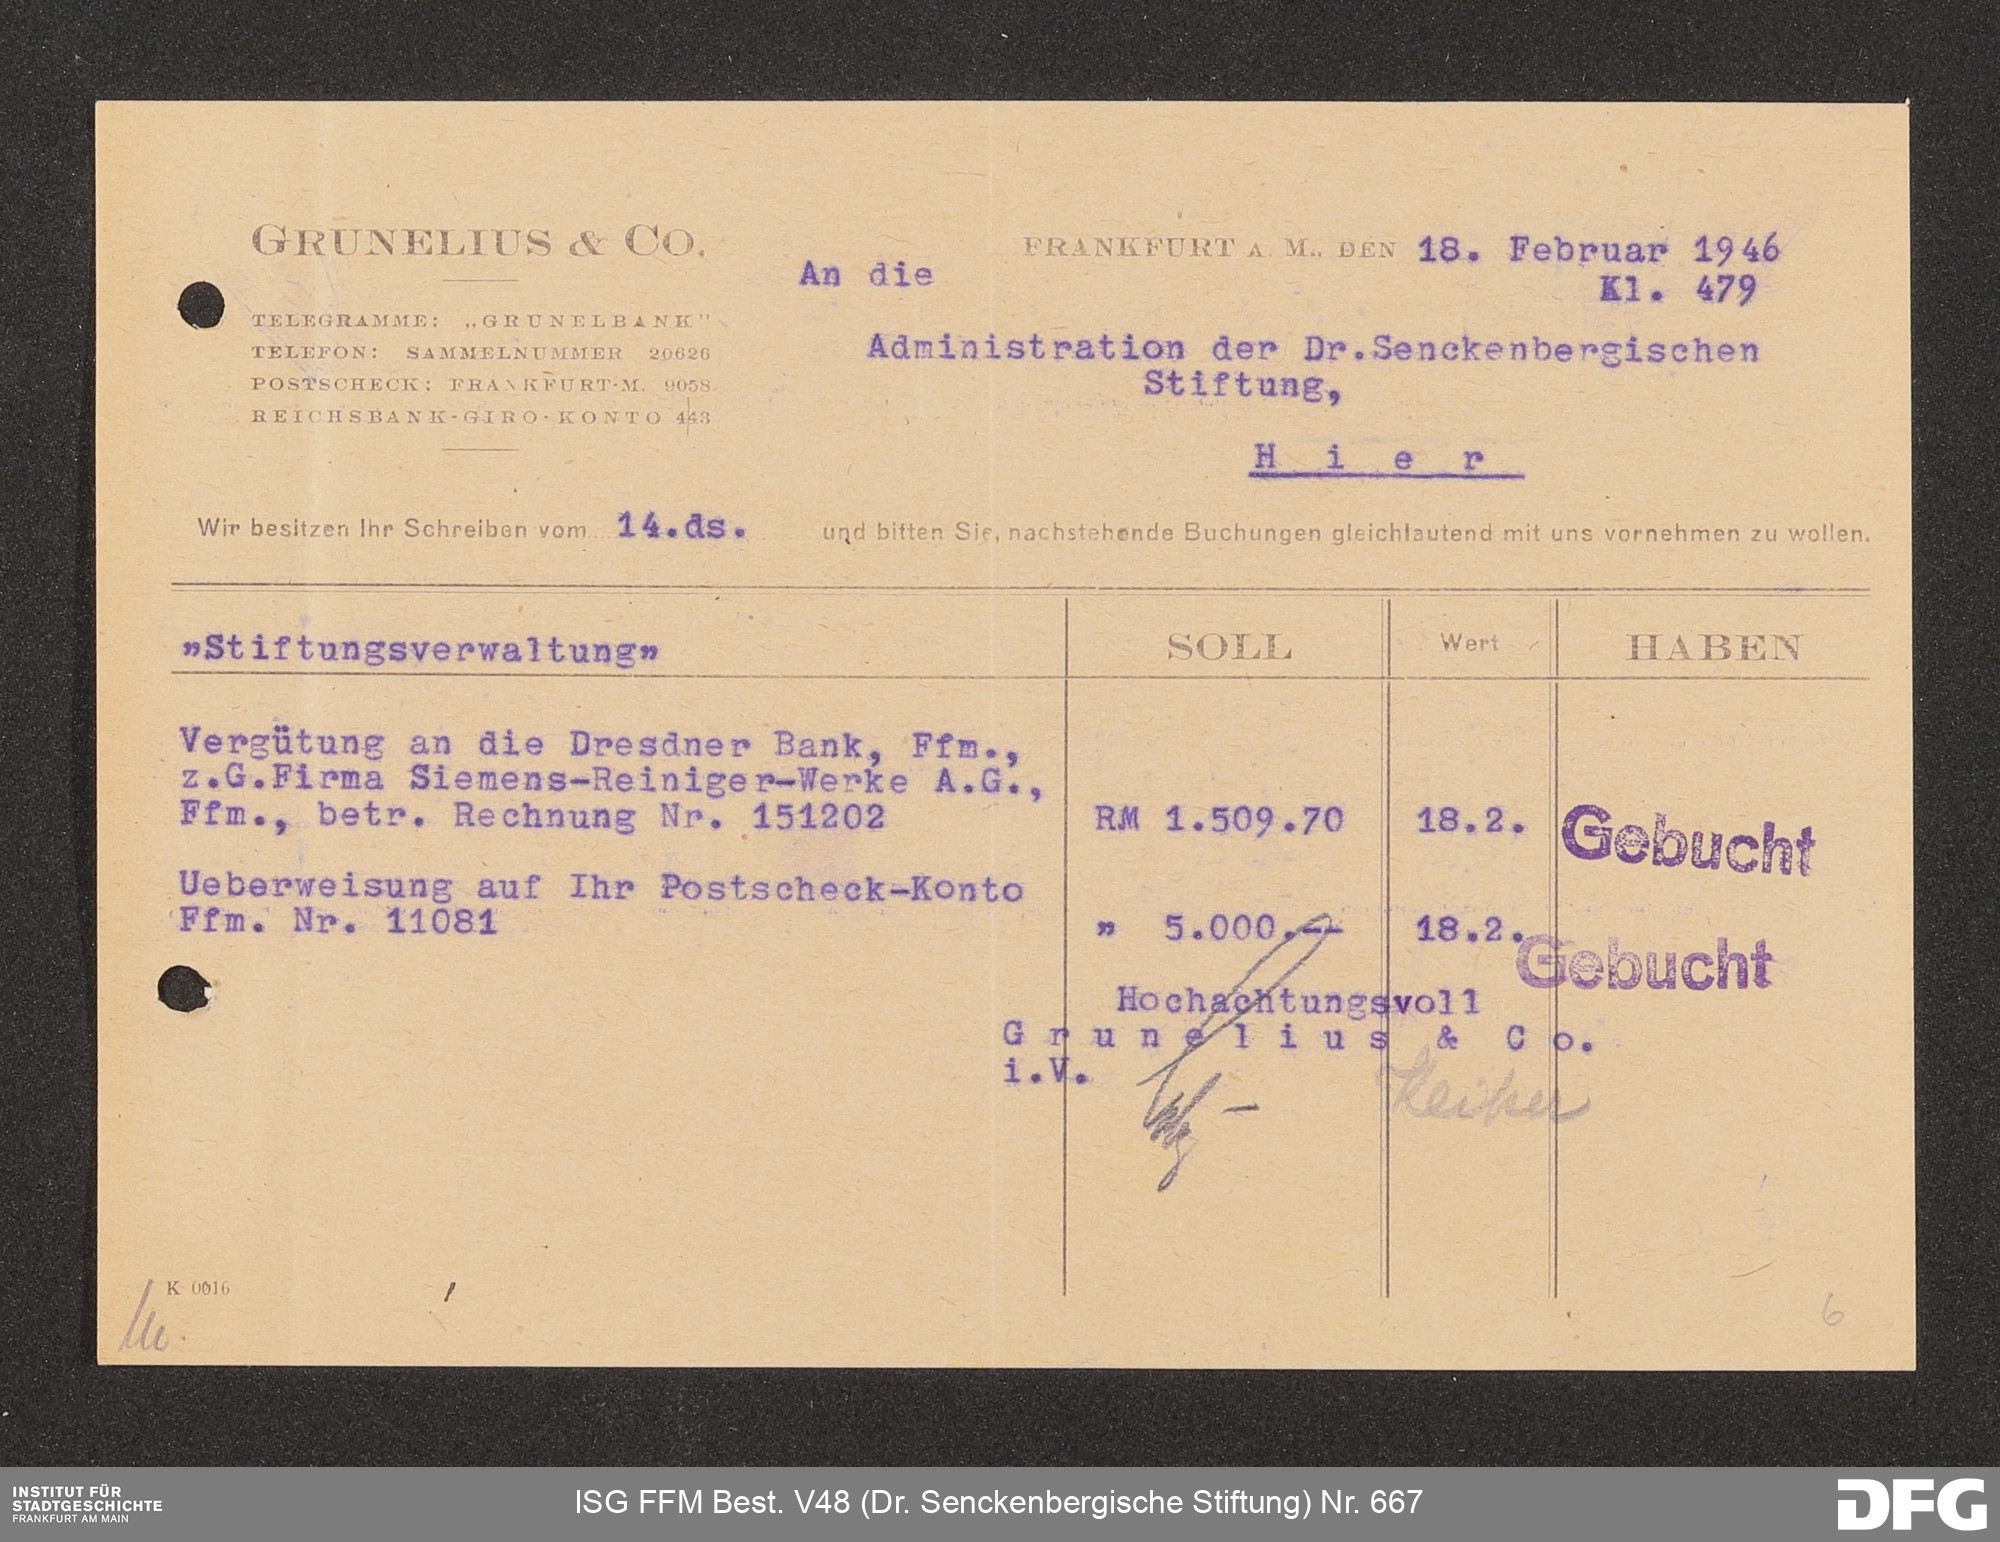 GRUNELIUS & CO.
FRANKFURT A. M., DEN 18. Februar 1946
An die
Kl. 479
TELEGRAMME: „GRUNELBANK"
TELEFON: SAMMELNUMMER 20626
POSTSCHECK: FRANKFURT-M. 9058
REICHSBANK-GIRO-KONTO 443
Administration der Dr.Senckenbergischen
Stiftung,
H i e r
Wir besitzen Ihr Schreiben vom 14.ds. und bitten Sie, nachstehende Buchungen gleichlautend mit uns vornehmen zu wollen.
"Stiftungsverwaltung" SOLL Wert HABEN
Vergütung an die Dresdner Bank, Ffm.,
z.G.Firma Siemens-Reiniger-Werke A.G.,
Ffm., betr. Rechnung Nr. 151202 RM 1.509.70 18.2. Gebucht
Ueberweisung auf Ihr Postscheck-Konto
Ffm. Nr. 11081 " 5.000.-- 18.2. Gebucht
Hochachtungsvoll
G r u n e l i u s & C o.
i.V.
K 0016
6
INSTITUT FÜR
STADTGESCHICHTE
FRANKFURT AM MAIN
ISG FFM Best. V48 (Dr. Senckenbergische Stiftung) Nr. 667
DFG